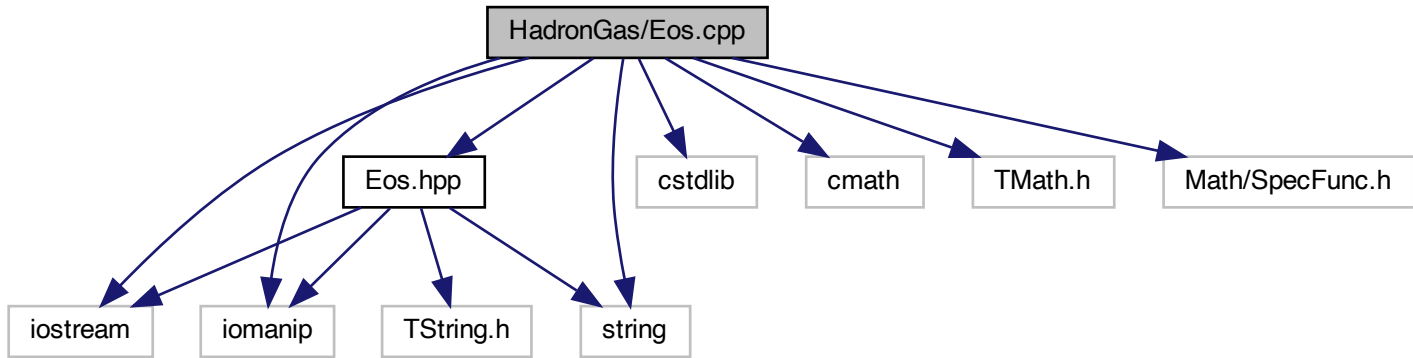 HadronGas/Eos.cpp
Eos.hpp
cstdlib
cmath
TMath.h
Math/SpecFunc.h
iostream
iomanip
TString.h
string